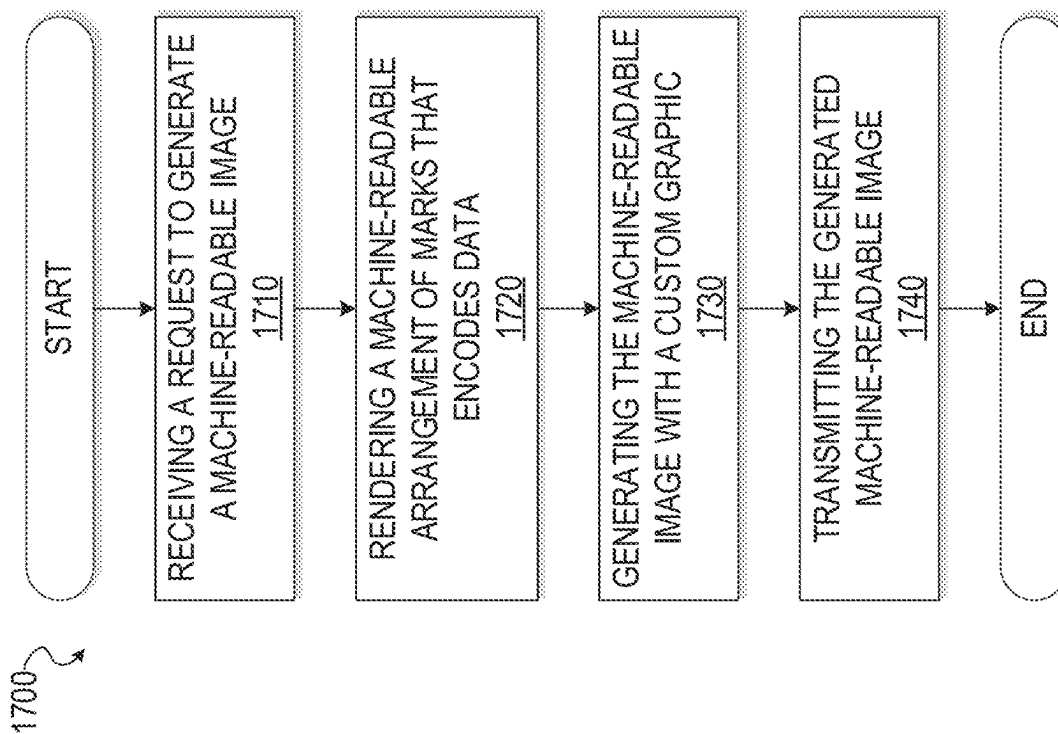 1700
START
RECEIVING A REQUEST TO GENERATE
A MACHINE-READABLE IMAGE
1710
RENDERING A MACHINE-READABLE
ARRANGEMENT OF MARKS THAT
ENCODES DATA
1720
GENERATING THE MACHINE-READABLE
IMAGE WITH A CUSTOM GRAPHIC
1730
TRANSMITTING THE GENERATED
MACHINE-READABLE IMAGE
1740
END